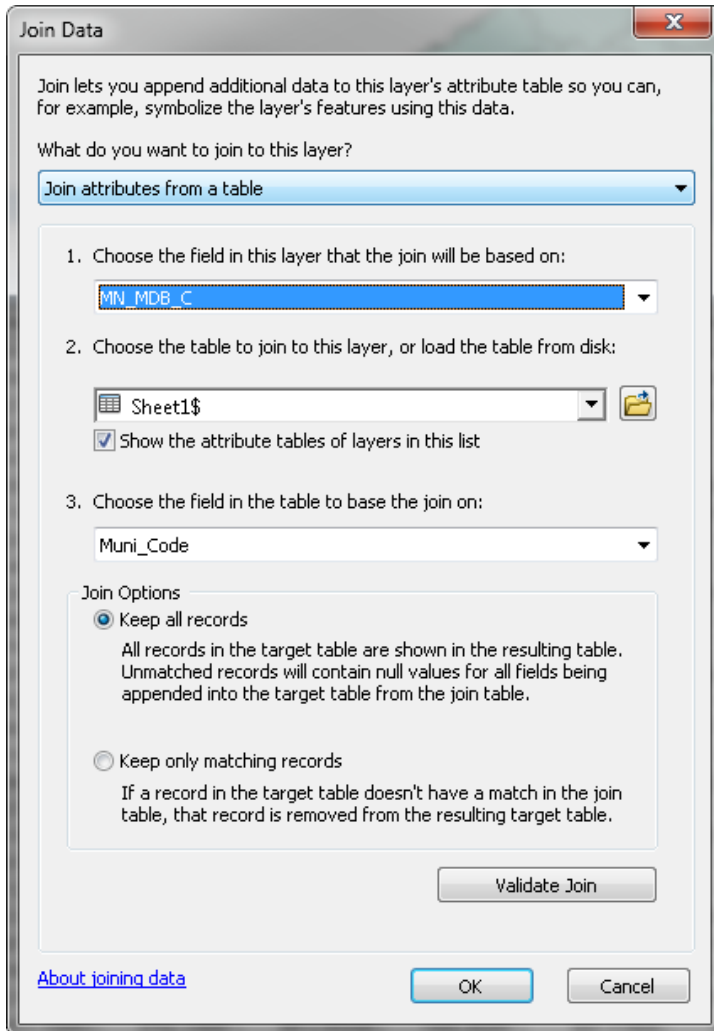 Join Data
Join lets you append additional data to this layer's attribute table so you can,
for example, symbolize the layer's features using this data.
What do you want to join to this layer?
Join attributes from a table
1. Choose the field in this layer that the join will be based on:
MN_MDB_C
2. Choose the table to join to this layer, or load the table from disk:
Sheet1$
Show the attribute tables of layers in this list
3. Choose the field in the table to base the join on:
Muni_Code
Join Options
Keep all records
All records in the target table are shown in the resulting table.
Unmatched records will contain null values for all fields being
appended into the target table from the join table.
Keep only matching records
If a record in the target table doesn't have a match in the join
table, that record is removed from the resulting target table.
Validate Join
About joining data
OK
Cancel